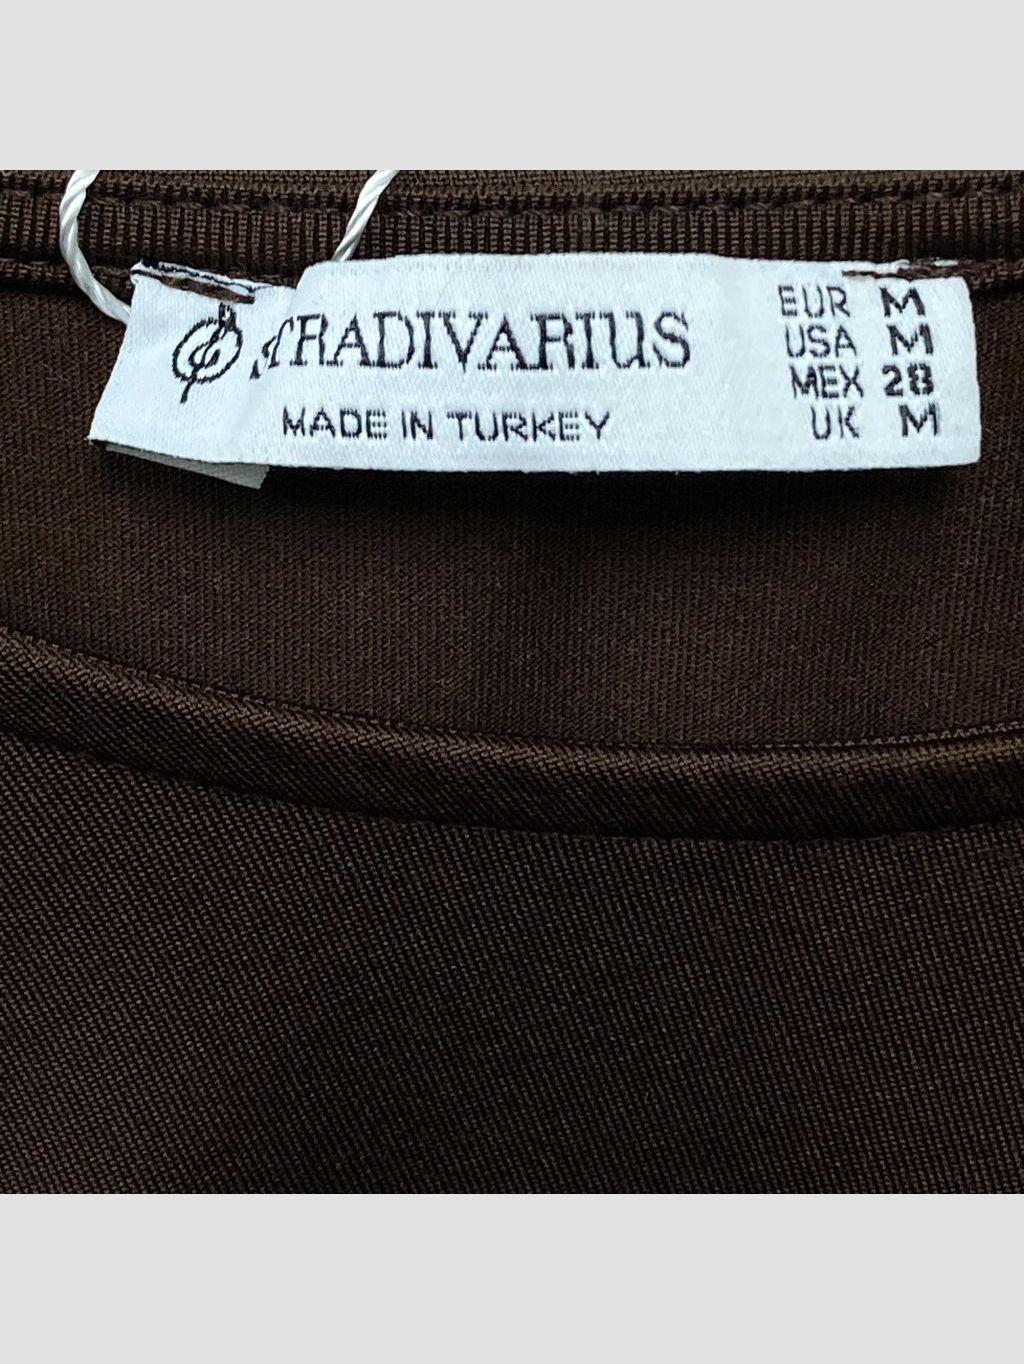 STRADIVARIUS
MADE IN TURKEY
EUR M
USA M
MEX 28
UK M